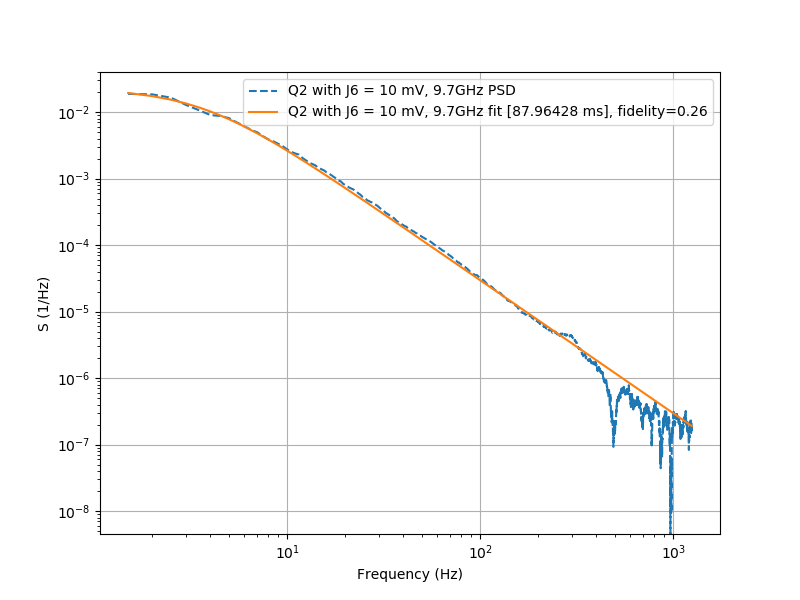 Q2 with J6 = 10 mV, 9.7GHz PSD
Q2 with J6 = 10 mV, 9.7GHz fit [87.96428 ms], fidelity=0.26
10⁻²
10⁻³
10⁻⁴
10⁻⁵
10⁻⁶
10⁻⁷
10⁻⁸
S (1/Hz)
10¹
10²
10³
Frequency (Hz)